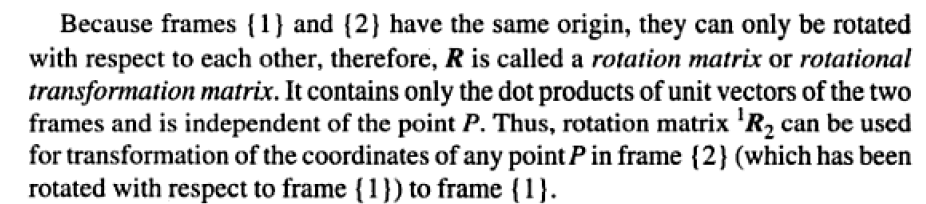 Because frames {1} and {2} have the same origin, they can only be rotated
with respect to each other, therefore, R is called a rotation matrix or rotational
transformation matrix. It contains only the dot products of unit vectors of the two
frames and is independent of the point P. Thus, rotation matrix ¹R₂ can be used
for transformation of the coordinates of any point P in frame {2} (which has been
rotated with respect to frame {1}) to frame {1}.